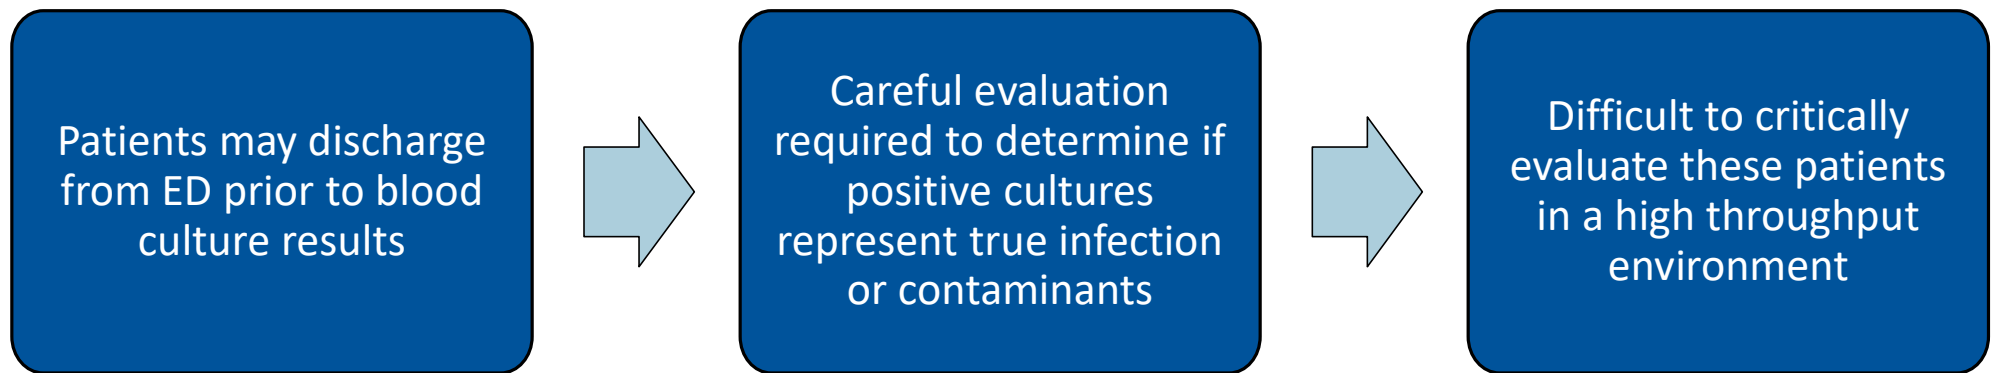 Patients may discharge
from ED prior to blood
culture results
Careful evaluation
required to determine if
positive cultures
represent true infection
or contaminants
Difficult to critically
evaluate these patients
in a high throughput
environment